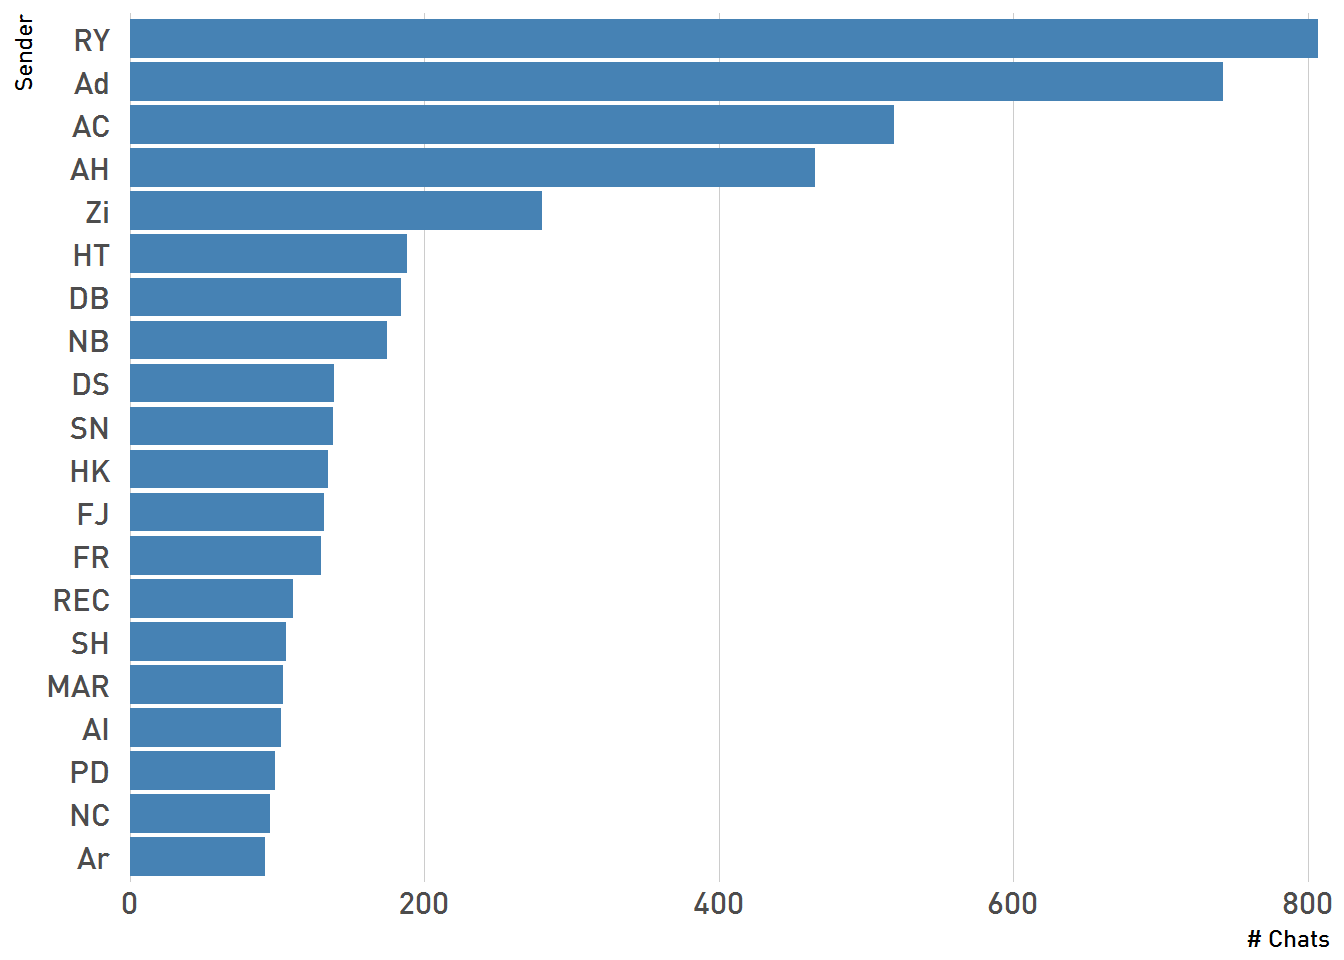 Sender
RY
Ad
AC
AH
Zi
HT
DB
NB
DS
SN
HK
FJ
FR
REC
SH
MAR
AI
PD
NC
Ar
0 200 400 600 800
# Chats